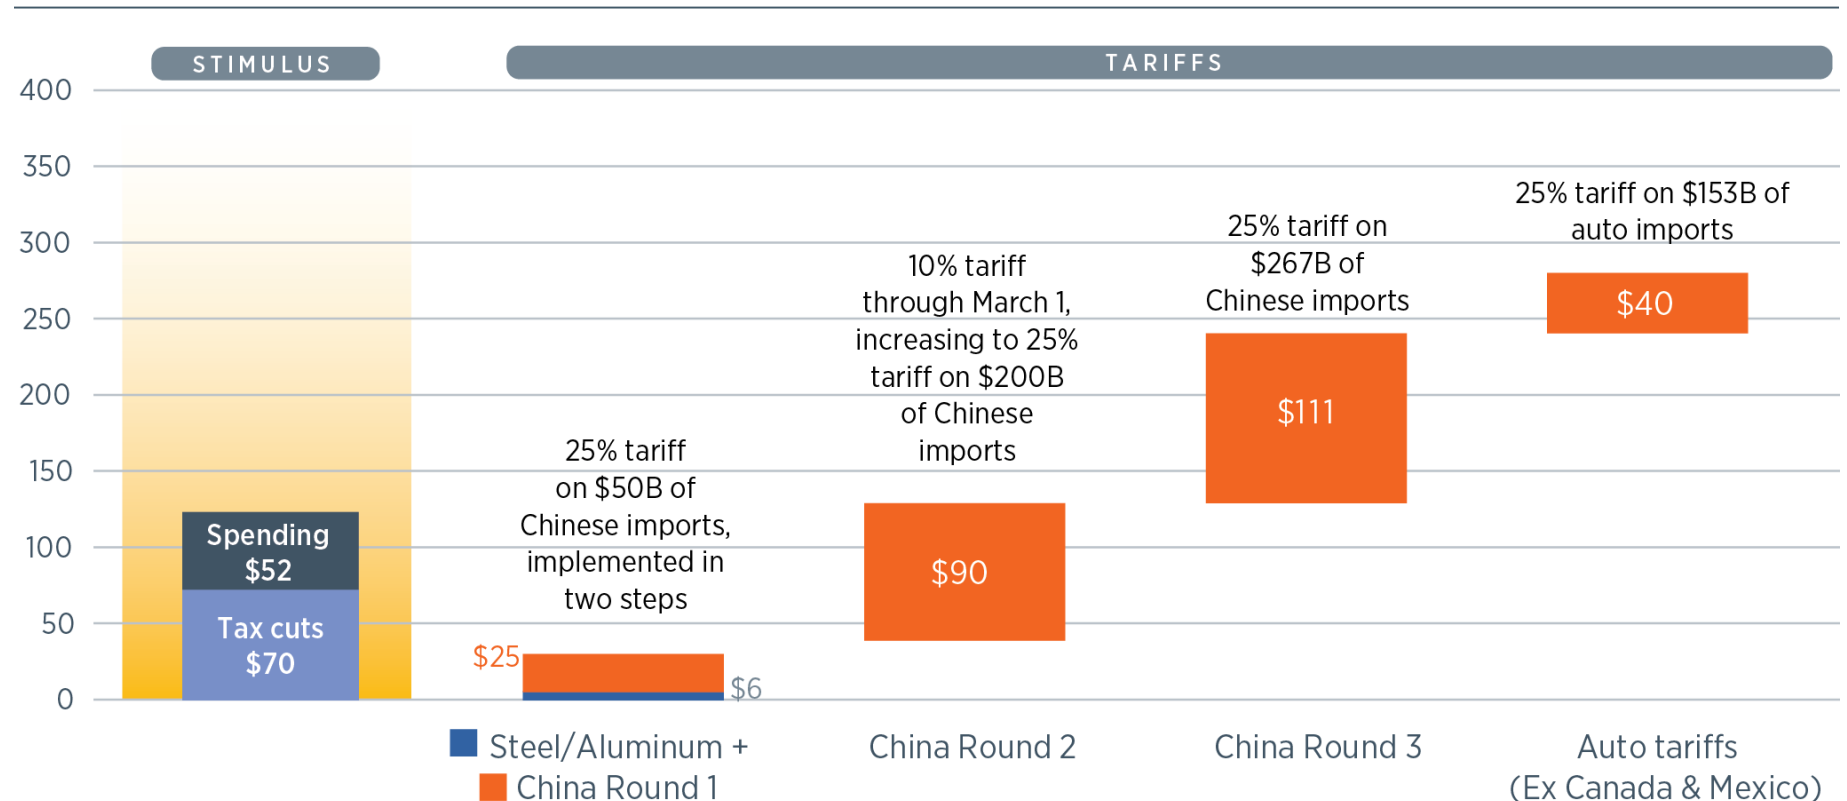 STIMULUS
TARIFFS
400
350
300
250
200
150
100
50
0
Spending
$52
Tax cuts
$70
25% tariff
on $50B of
Chinese imports,
implemented in
two steps
$25
$6
10% tariff
through March 1,
increasing to 25%
tariff on $200B
of Chinese
imports
$90
25% tariff on
$267B of
Chinese imports
$111
25% tariff on $153B of
auto imports
$40
Steel/Aluminum +
China Round 1
China Round 2
China Round 3
Auto tariffs
(Ex Canada & Mexico)